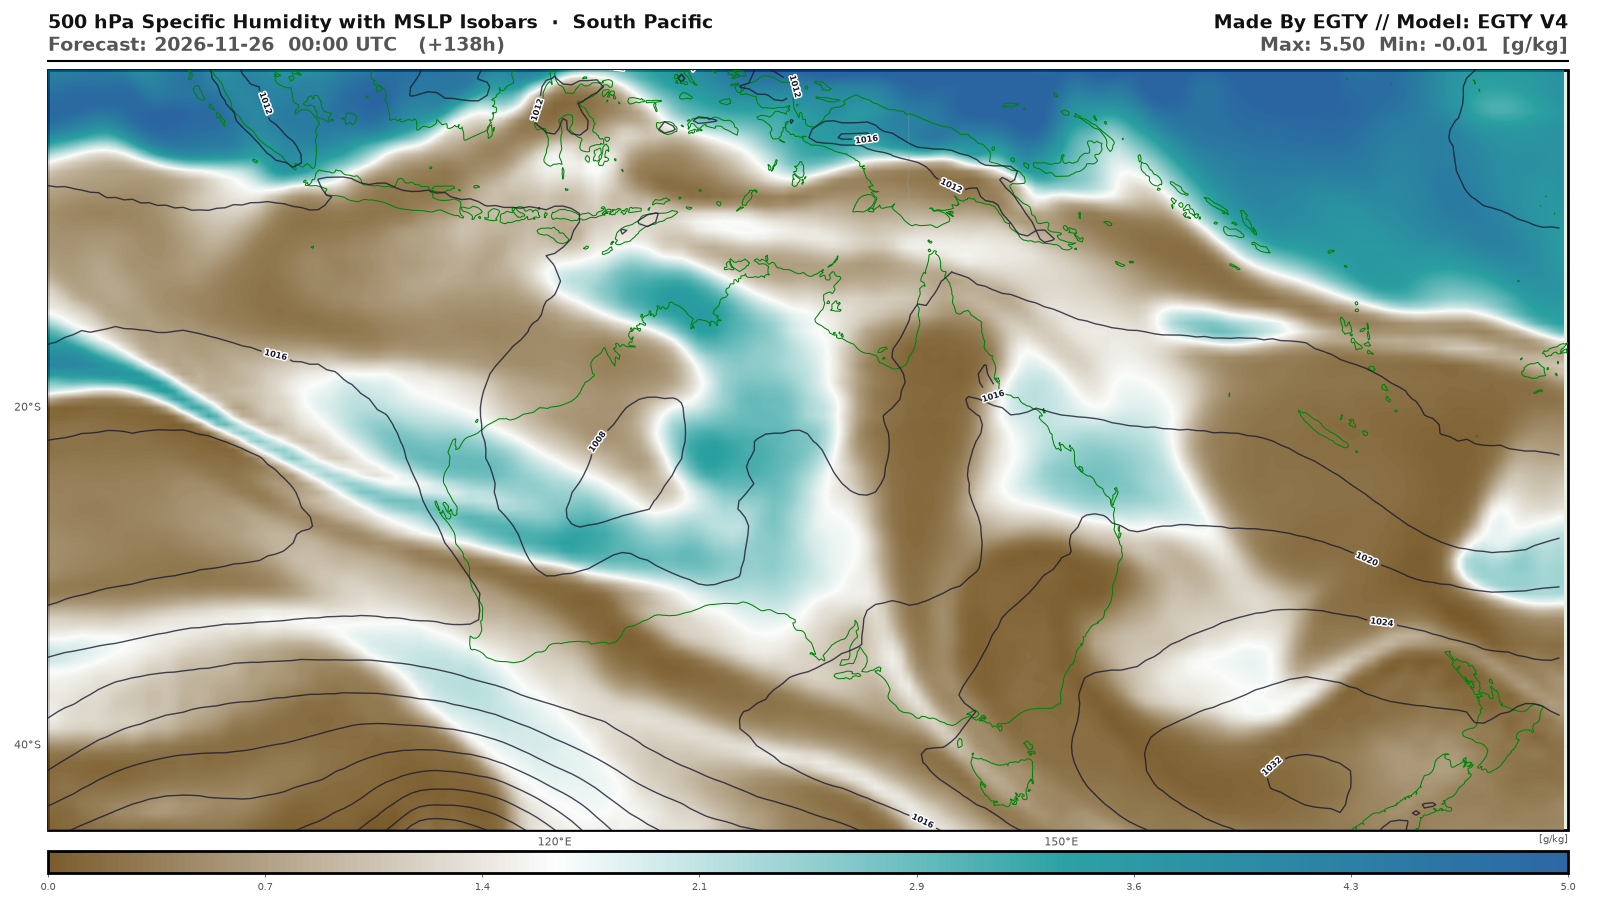 500 hPa Specific Humidity with MSLP Isobars · South Pacific
Made By EGTY // Model: EGTY V4
Forecast: 2026-11-26 00:00 UTC (+138h)
Max: 5.50 Min: -0.01 [g/kg]
1012
1012
1012
1016
1012
1016
1016
20°S
1008
1020
1024
40°S
1032
1016
120°E
150°E
[g/kg]
0.0
0.7
1.4
2.1
2.9
3.6
4.3
5.0